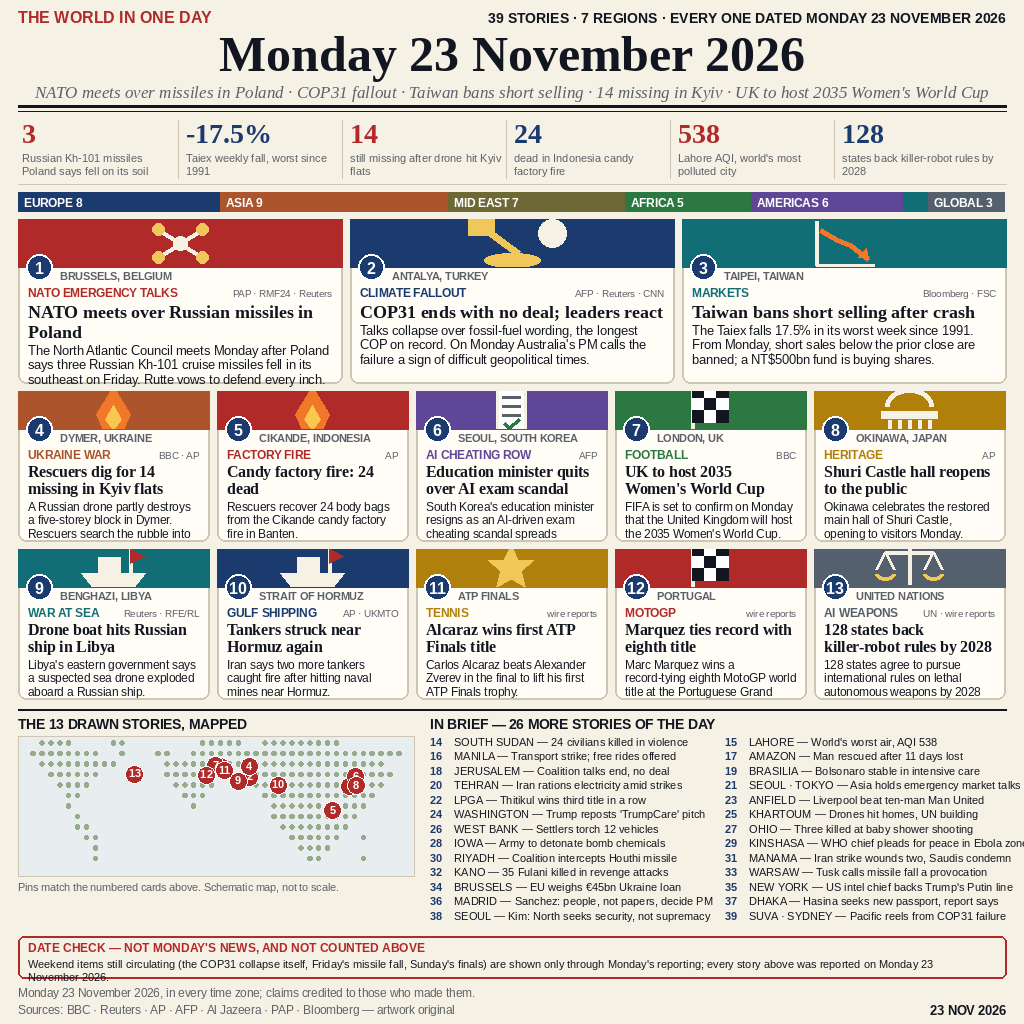 THE WORLD IN ONE DAY
39 STORIES · 7 REGIONS · EVERY ONE DATED MONDAY 23 NOVEMBER 2026
Monday 23 November 2026
NATO meets over missiles in Poland · COP31 fallout · Taiwan bans short selling · 14 missing in Kyiv · UK to host 2035 Women's World Cup
3
Russian Kh-101 missiles
Poland says fell on its soil
-17.5%
Taiex weekly fall, worst since
1991
14
still missing after drone hit Kyiv
flats
24
dead in Indonesia candy
factory fire
538
Lahore AQI, world's most
polluted city
128
states back killer-robot rules by
2028
EUROPE 8
ASIA 9
MID EAST 7
AFRICA 5
AMERICAS 6
GLOBAL 3
1
BRUSSELS, BELGIUM
NATO EMERGENCY TALKS
PAP · RMF24 · Reuters
NATO meets over Russian missiles in
Poland
The North Atlantic Council meets Monday after Poland
says three Russian Kh-101 cruise missiles fell in its
southeast on Friday. Rutte vows to defend every inch.
2
ANTALYA, TURKEY
CLIMATE FALLOUT
AFP · Reuters · CNN
COP31 ends with no deal; leaders react
Talks collapse over fossil-fuel wording, the longest
COP on record. On Monday Australia's PM calls the
failure a sign of difficult geopolitical times.
3
TAIPEI, TAIWAN
MARKETS
Bloomberg · FSC
Taiwan bans short selling after crash
The Taiex falls 17.5% in its worst week since 1991.
From Monday, short sales below the prior close are
banned; a NT$500bn fund is buying shares.
4
DYMER, UKRAINE
UKRAINE WAR
BBC · AP
Rescuers dig for 14
missing in Kyiv flats
A Russian drone partly destroys
a five-storey block in Dymer.
Rescuers search the rubble into
5
CIKANDE, INDONESIA
FACTORY FIRE
AP
Candy factory fire: 24
dead
Rescuers recover 24 body bags
from the Cikande candy factory
fire in Banten.
6
SEOUL, SOUTH KOREA
AI CHEATING ROW
AFP
Education minister quits
over AI exam scandal
South Korea's education minister
resigns as an AI-driven exam
cheating scandal spreads
7
LONDON, UK
FOOTBALL
BBC
UK to host 2035
Women's World Cup
FIFA is set to confirm on Monday
that the United Kingdom will host
the 2035 Women's World Cup.
8
OKINAWA, JAPAN
HERITAGE
AP
Shuri Castle hall reopens
to the public
Okinawa celebrates the restored
main hall of Shuri Castle,
opening to visitors Monday.
9
BENGHAZI, LIBYA
WAR AT SEA
Reuters · RFE/RL
Drone boat hits Russian
ship in Libya
Libya's eastern government says
a suspected sea drone exploded
aboard a Russian ship.
10
STRAIT OF HORMUZ
GULF SHIPPING
AP · UKMTO
Tankers struck near
Hormuz again
Iran says two more tankers
caught fire after hitting naval
mines near Hormuz.
11
ATP FINALS
TENNIS
wire reports
Alcaraz wins first ATP
Finals title
Carlos Alcaraz beats Alexander
Zverev in the final to lift his first
ATP Finals trophy.
12
PORTUGAL
MOTOGP
wire reports
Marquez ties record with
eighth title
Marc Marquez wins a
record-tying eighth MotoGP world
title at the Portuguese Grand
13
UNITED NATIONS
AI WEAPONS
UN · wire reports
128 states back
killer-robot rules by 2028
128 states agree to pursue
international rules on lethal
autonomous weapons by 2028
THE 13 DRAWN STORIES, MAPPED
13
12
11
4
9
10
8
5
Pins match the numbered cards above. Schematic map, not to scale.
IN BRIEF — 26 MORE STORIES OF THE DAY
14 SOUTH SUDAN — 24 civilians killed in violence
15 LAHORE — World's worst air, AQI 538
16 MANILA — Transport strike; free rides offered
17 AMAZON — Man rescued after 11 days lost
18 JERUSALEM — Coalition talks end, no deal
19 BRASILIA — Bolsonaro stable in intensive care
20 TEHRAN — Iran rations electricity amid strikes
21 SEOUL · TOKYO — Asia holds emergency market talks
22 LPGA — Thitikul wins third title in a row
23 ANFIELD — Liverpool beat ten-man Man United
24 WASHINGTON — Trump reposts 'TrumpCare' pitch
25 KHARTOUM — Drones hit homes, UN building
26 WEST BANK — Settlers torch 12 vehicles
27 OHIO — Three killed at baby shower shooting
28 IOWA — Army to detonate bomb chemicals
29 KINSHASA — WHO chief pleads for peace in Ebola zone
30 RIYADH — Coalition intercepts Houthi missile
31 MANAMA — Iran strike wounds two, Saudis condemn
32 KANO — 35 Fulani killed in revenge attacks
33 WARSAW — Tusk calls missile fall a provocation
34 BRUSSELS — EU weighs €45bn Ukraine loan
35 NEW YORK — US intel chief backs Trump's Putin line
36 MADRID — Sanchez: people, not papers, decide PM
37 DHAKA — Hasina seeks new passport, report says
38 SEOUL — Kim: North seeks security, not supremacy
39 SUVA · SYDNEY — Pacific reels from COP31 failure
DATE CHECK — NOT MONDAY'S NEWS, AND NOT COUNTED ABOVE
Weekend items still circulating (the COP31 collapse itself, Friday's missile fall, Sunday's finals) are shown only through Monday's reporting; every story above was reported on Monday 23
November 2026.
Monday 23 November 2026, in every time zone; claims credited to those who made them.
Sources: BBC · Reuters · AP · AFP · Al Jazeera · PAP · Bloomberg — artwork original
23 NOV 2026